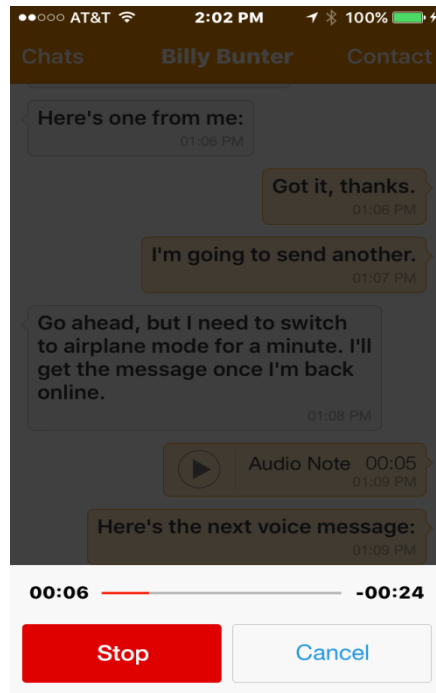 AT&T 2:02 PM 100%
Chats Billy Bunter Contact
Here's one from me:
01:06 PM
Got it, thanks.
01:06 PM
I'm going to send another.
01:07 PM
Go ahead, but I need to switch
to airplane mode for a minute. I'll
get the message once I'm back
online.
01:08 PM
Audio Note 00:05
01:09 PM
Here's the next voice message:
01:09 PM
00:06 -00:24
Stop Cancel